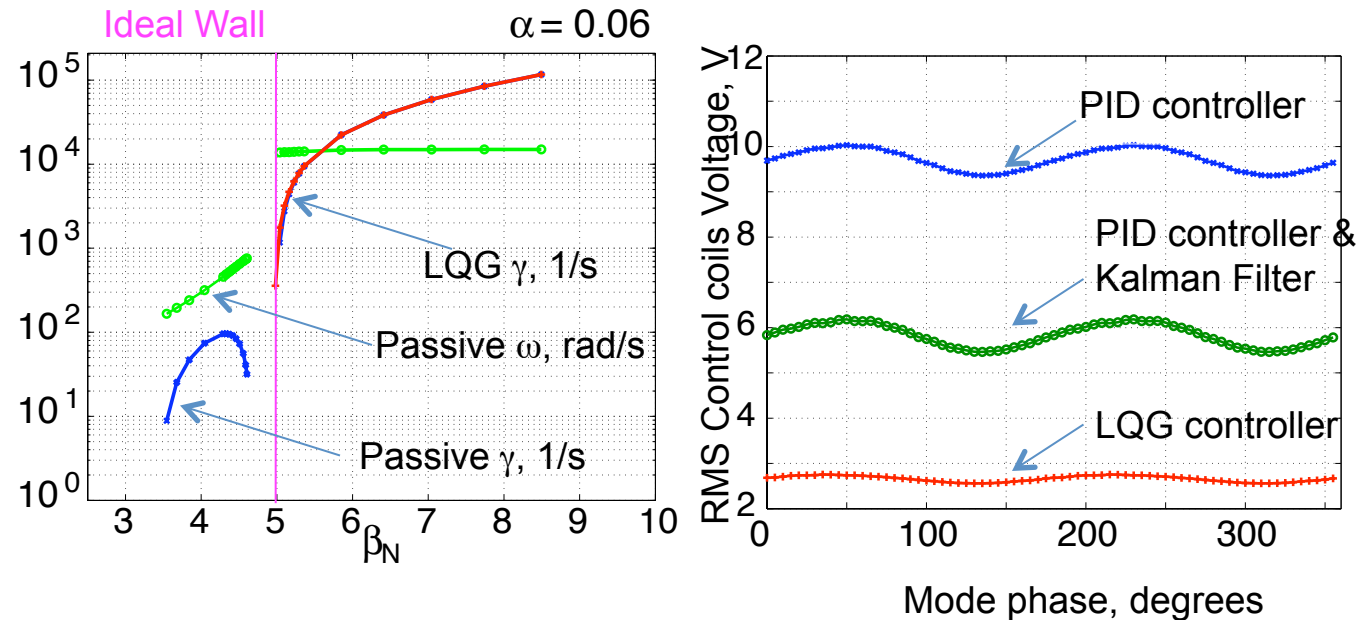 Ideal Wall
α = 0.06
10^5
10^4
10^3
10^2
10^1
10^0
LQG γ, 1/s
Passive ω, rad/s
Passive γ, 1/s
3 4 5 6 7 8 9 10
β_N
RMS Control coils Voltage, V
12
10
8
6
4
2
PID controller
PID controller &
Kalman Filter
LQG controller
0 100 200 300
Mode phase, degrees